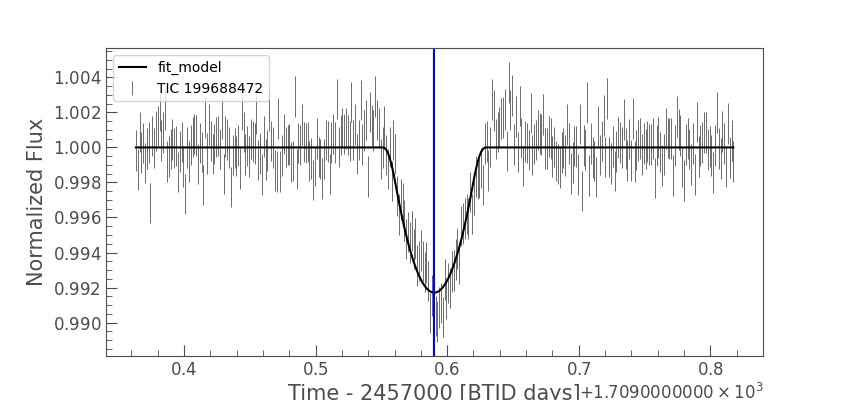 fit_model
TIC 199688472
1.004
1.002
1.000
0.998
0.996
0.994
0.992
0.990
Normalized Flux
0.4 0.5 0.6 0.7 0.8
Time - 2457000 [BTJD days]
+1.7090000000 × 10³